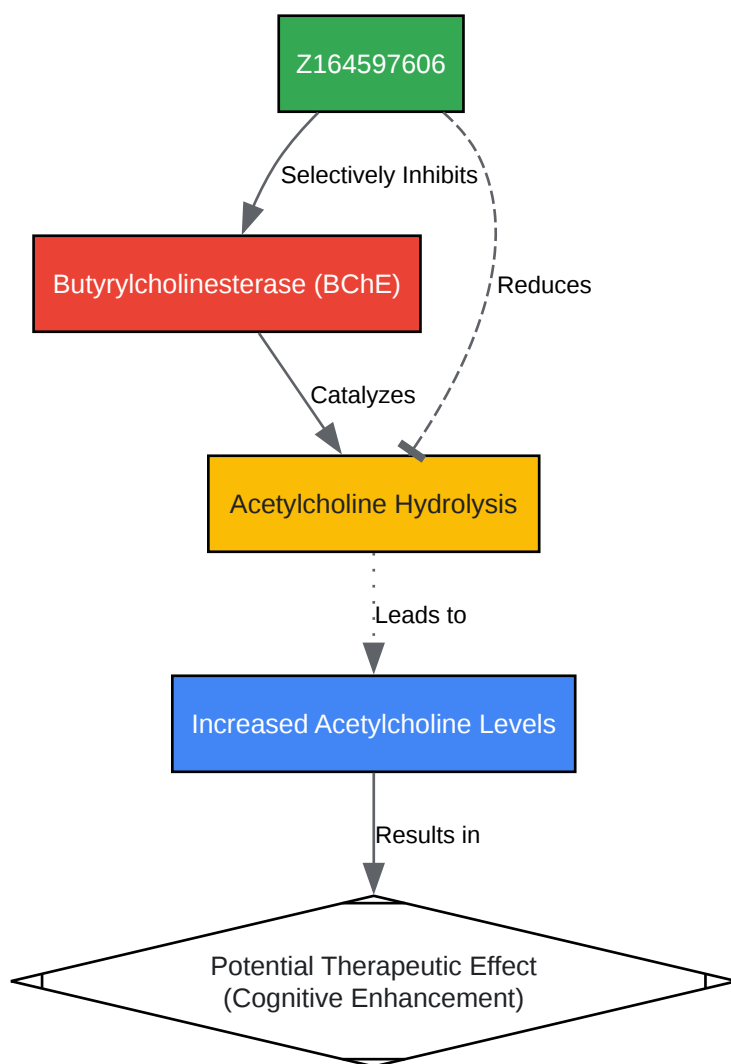 Z164597606
Selectively Inhibits
Butyrylcholinesterase (BChE)
Reduces
Catalyzes
Acetylcholine Hydrolysis
Leads to
Increased Acetylcholine Levels
Results in
Potential Therapeutic Effect
(Cognitive Enhancement)